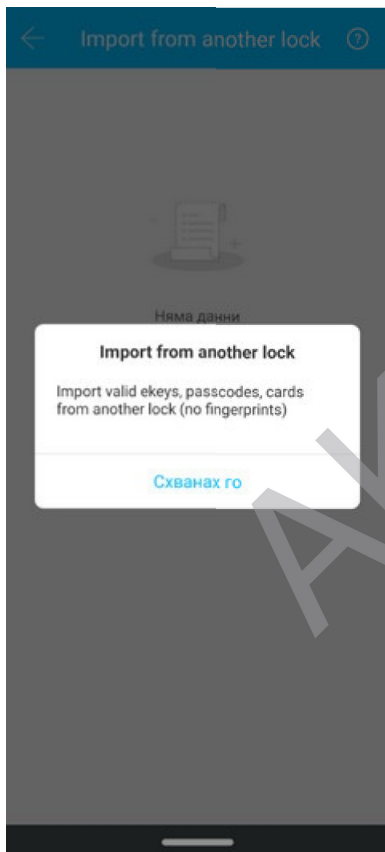 Import from another lock
Няма данни
Import from another lock
Import valid ekeys, passcodes, cards
from another lock (no fingerprints)
Схванах го